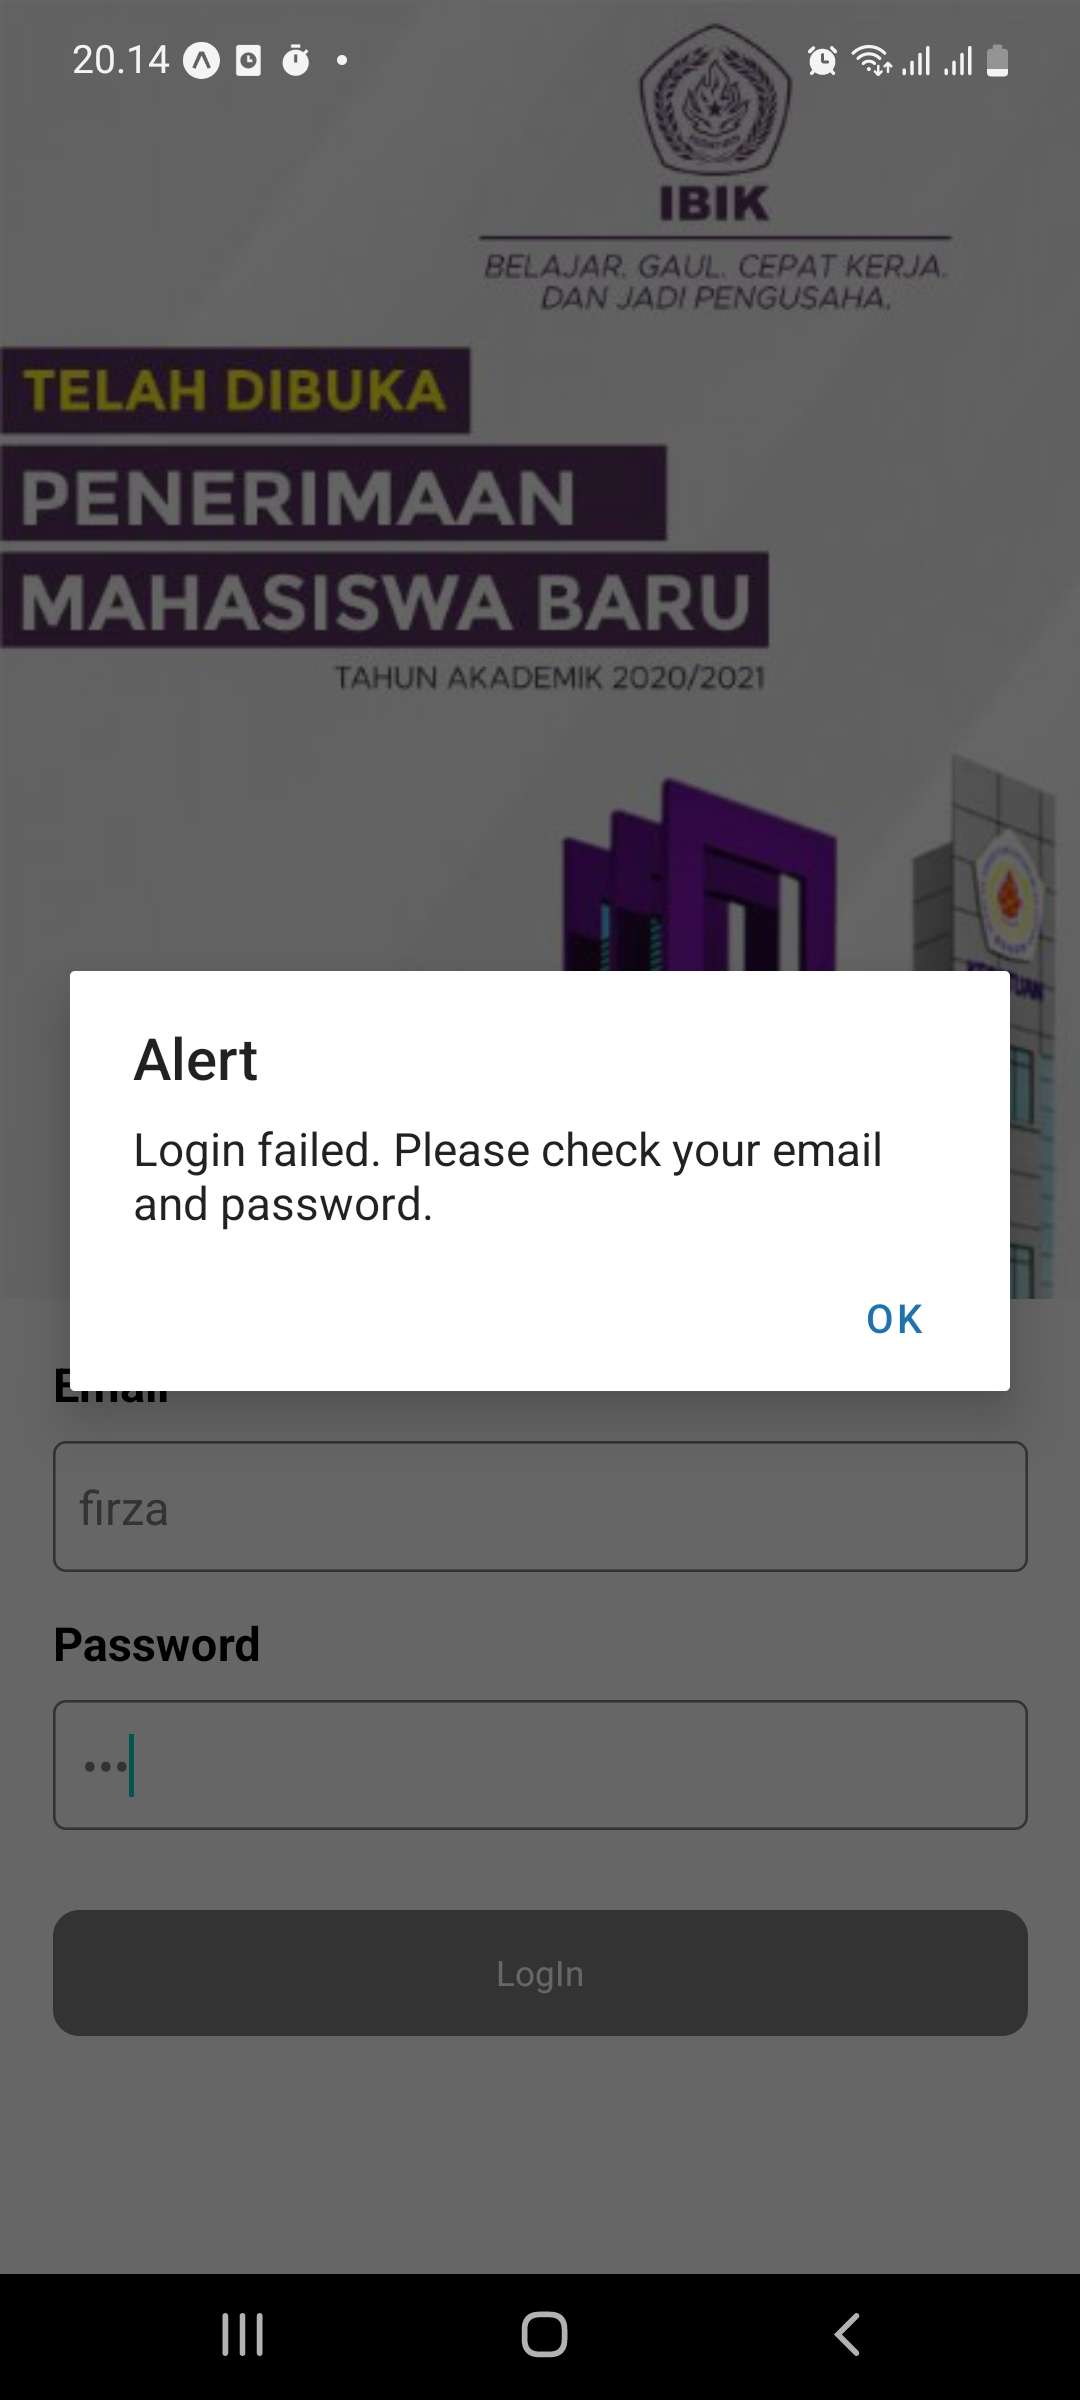 20.14
IBIK
BELAJAR. GAUL. CEPAT KERJA.
DAN JADI PENGUSAHA.
TELAH DIBUKA
PENERIMAAN
MAHASISWA BARU
TAHUN AKADEMIK 2020/2021
Alert
Login failed. Please check your email
and password.
OK
Email
firza
Password
•••
LogIn